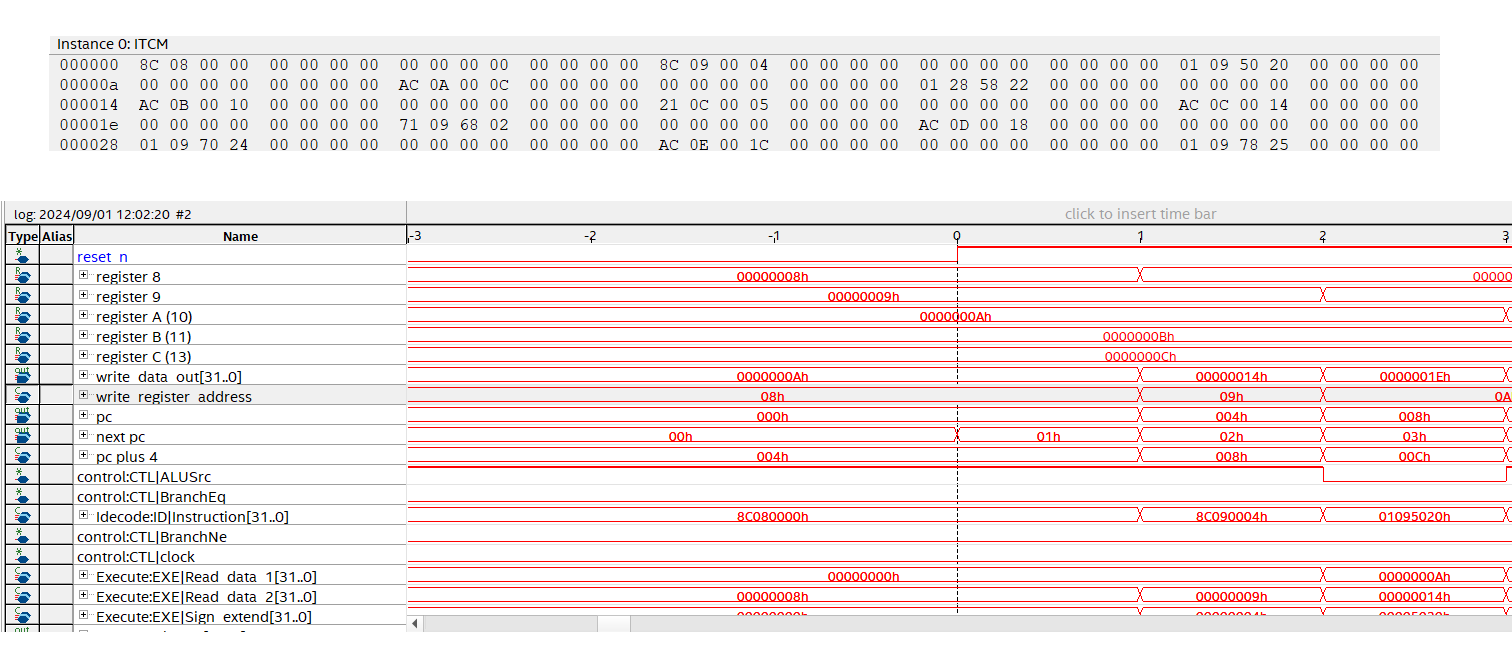 Instance 0: ITCM
000000 8C 08 00 00 00 00 00 00 00 00 00 00 00 00 00 00 8C 09 00 04 00 00 00 00 00 00 00 00 00 00 00 00 01 09 50 20 00 00 00 00
00000a 00 00 00 00 00 00 00 00 AC 0A 00 0C 00 00 00 00 00 00 00 00 00 00 00 00 01 28 58 22 00 00 00 00 00 00 00 00 00 00 00 00
000014 AC 0B 00 10 00 00 00 00 00 00 00 00 00 00 00 00 21 0C 00 05 00 00 00 00 00 00 00 00 00 00 00 00 AC 0C 00 14 00 00 00 00
00001e 00 00 00 00 00 00 00 00 71 09 68 02 00 00 00 00 00 00 00 00 00 00 00 00 AC 0D 00 18 00 00 00 00 00 00 00 00 00 00 00 00
000028 01 09 70 24 00 00 00 00 00 00 00 00 00 00 00 00 AC 0E 00 1C 00 00 00 00 00 00 00 00 00 00 00 00 01 09 78 25 00 00 00 00
log: 2024/09/01 12:02:20 #2 click to insert time bar
Type Alias Name -3 -2 -1 0 1 2 3
reset_n
register 8 00000008h 00000
register 9 00000009h
register A (10) 0000000Ah
register B (11) 0000000Bh
register C (13) 0000000Ch
write_data_out[31..0] 0000000Ah 00000014h 0000001Eh
write_register_address 08h 09h 0A
pc 000h 004h 008h
next pc 00h 01h 02h 03h
pc plus 4 004h 008h 00Ch
control:CTL|ALUSrc
control:CTL|BranchEq
Idecode:ID|Instruction[31..0] 8C080000h 8C090004h 01095020h
control:CTL|BranchNe
control:CTL|clock
Execute:EXE|Read_data_1[31..0] 00000000h 0000000Ah
Execute:EXE|Read_data_2[31..0] 00000008h 00000009h 00000014h
Execute:EXE|Sign_extend[31..0] 00000000h 00000004h 00005020h